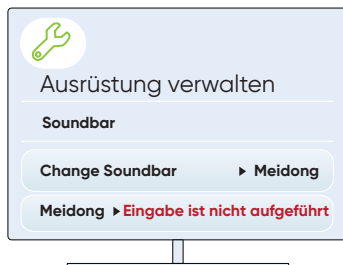 Ausrüstung verwalten
Soundbar
Change Soundbar ▶ Meidong
Meidong ▶ Eingabe ist nicht aufgeführt